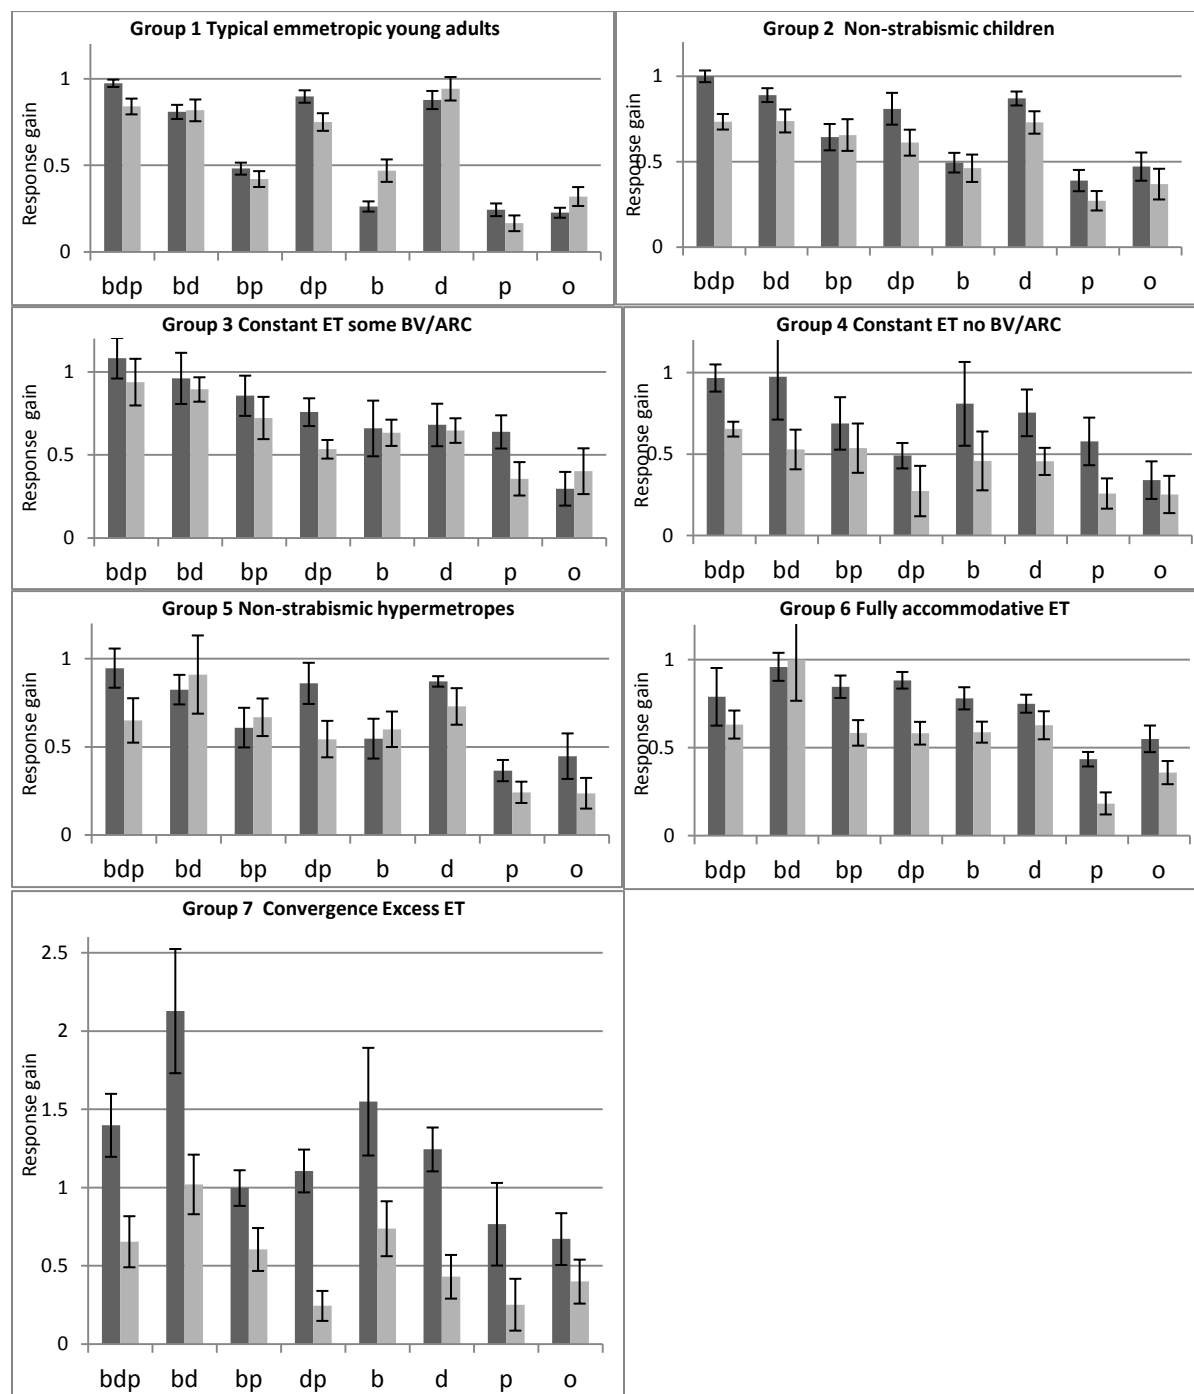 Group 1 Typical emmetropic young adults
Response gain
1
0.5
0
bdp bd bp dp b d p o
Group 2 Non-strabismic children
Response gain
1
0.5
0
bdp bd bp dp b d p o
Group 3 Constant ET some BV/ARC
Response gain
1
0.5
0
bdp bd bp dp b d p o
Group 4 Constant ET no BV/ARC
Response gain
1
0.5
0
bdp bd bp dp b d p o
Group 5 Non-strabismic hypermetropes
Response gain
1
0.5
0
bdp bd bp dp b d p o
Group 6 Fully accommodative ET
Response gain
1
0.5
0
bdp bd bp dp b d p o
Group 7 Convergence Excess ET
Response gain
2.5
2
1.5
1
0.5
0
bdp bd bp dp b d p o